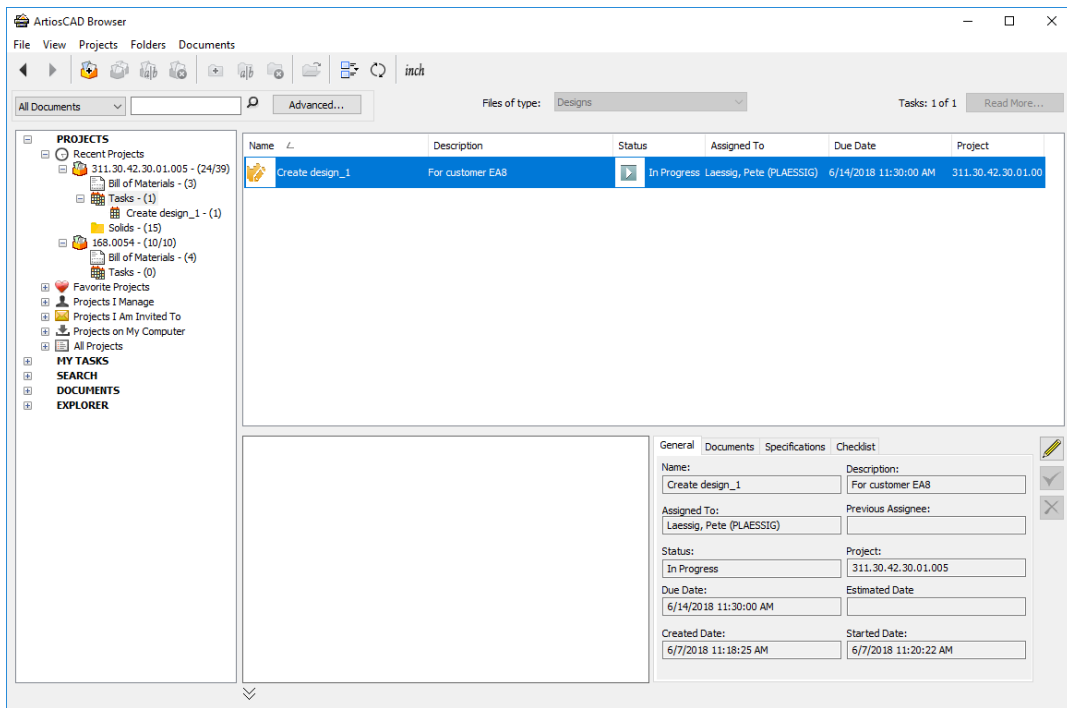 ArtiosCAD Browser
File View Projects Folders Documents
a|b a|b inch
All Documents Advanced... Files of type: Designs Tasks: 1 of 1 Read More...
PROJECTS
Recent Projects
311.30.42.30.01.005 - (24/39)
Bill of Materials - (3)
Tasks - (1)
Create design_1 - (1)
Solids - (15)
168.0054 - (10/10)
Bill of Materials - (4)
Tasks - (0)
Favorite Projects
Projects I Manage
Projects I Am Invited To
Projects on My Computer
All Projects
MY TASKS
SEARCH
DOCUMENTS
EXPLORER
Name Description Status Assigned To Due Date Project
Create design_1 For customer EA8 In Progress Laessig, Pete (PLAESSIG) 6/14/2018 11:30:00 AM 311.30.42.30.01.00
General Documents Specifications Checklist
Name: Description:
Create design_1 For customer EA8
Assigned To: Previous Assignee:
Laessig, Pete (PLAESSIG)
Status: Project:
In Progress 311.30.42.30.01.005
Due Date: Estimated Date
6/14/2018 11:30:00 AM
Created Date: Started Date:
6/7/2018 11:18:25 AM 6/7/2018 11:20:22 AM